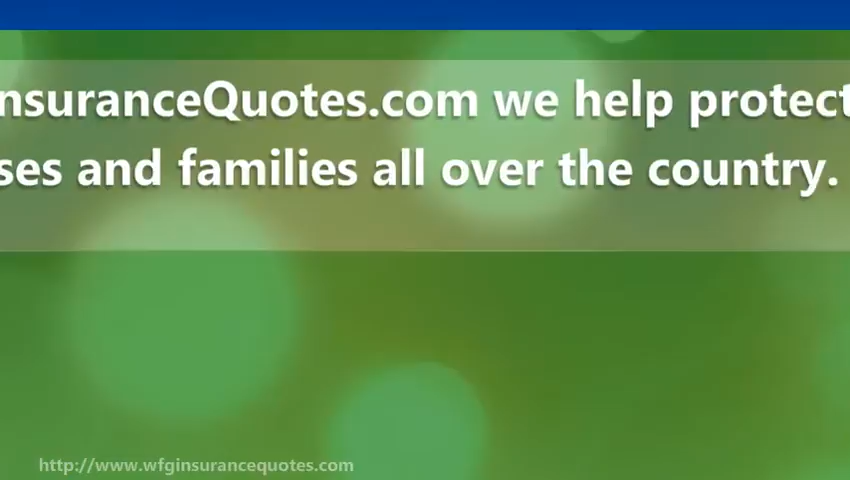 nsuranceQuotes.com we help protect
ses and families all over the country.
http://www.wfginsurancequotes.com